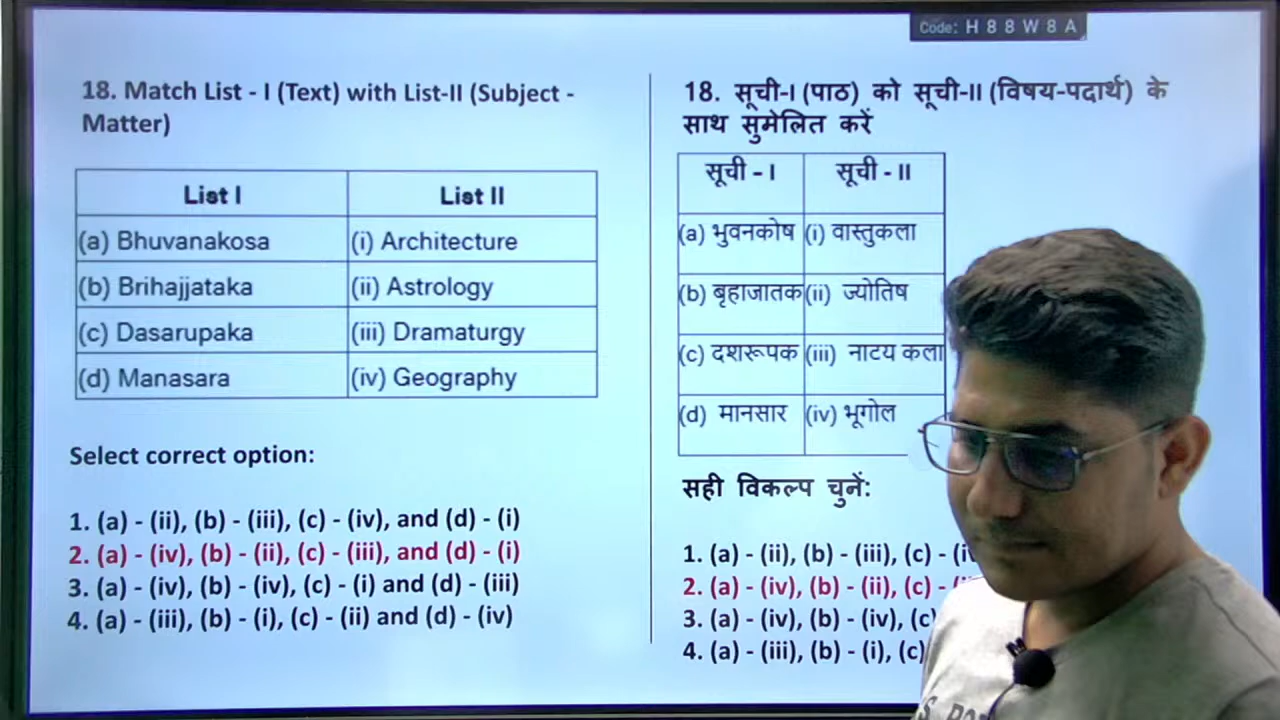 Code: H 8 8 W 8 A
18. Match List - I (Text) with List-II (Subject -
Matter)
List I List II
(a) Bhuvanakosa (i) Architecture
(b) Brihajjataka (ii) Astrology
(c) Dasarupaka (iii) Dramaturgy
(d) Manasara (iv) Geography
Select correct option:
1. (a) - (ii), (b) - (iii), (c) - (iv), and (d) - (i)
2. (a) - (iv), (b) - (ii), (c) - (iii), and (d) - (i)
3. (a) - (iv), (b) - (iv), (c) - (i) and (d) - (iii)
4. (a) - (iii), (b) - (i), (c) - (ii) and (d) - (iv)
18. सूची-I (पाठ) को सूची-II (विषय-पदार्थ) के
साथ सुमेलित करें
सूची - I सूची - II
(a) भुवनकोष (i) वास्तुकला
(b) बृहाजातक (ii) ज्योतिष
(c) दशरूपक (iii) नाटय कला
(d) मानसार (iv) भूगोल
सही विकल्प चुनें:
1. (a) - (ii), (b) - (iii), (c) -
2. (a) - (iv), (b) - (ii), (c) -
3. (a) - (iv), (b) - (iv), (c)
4. (a) - (iii), (b) - (i), (c)